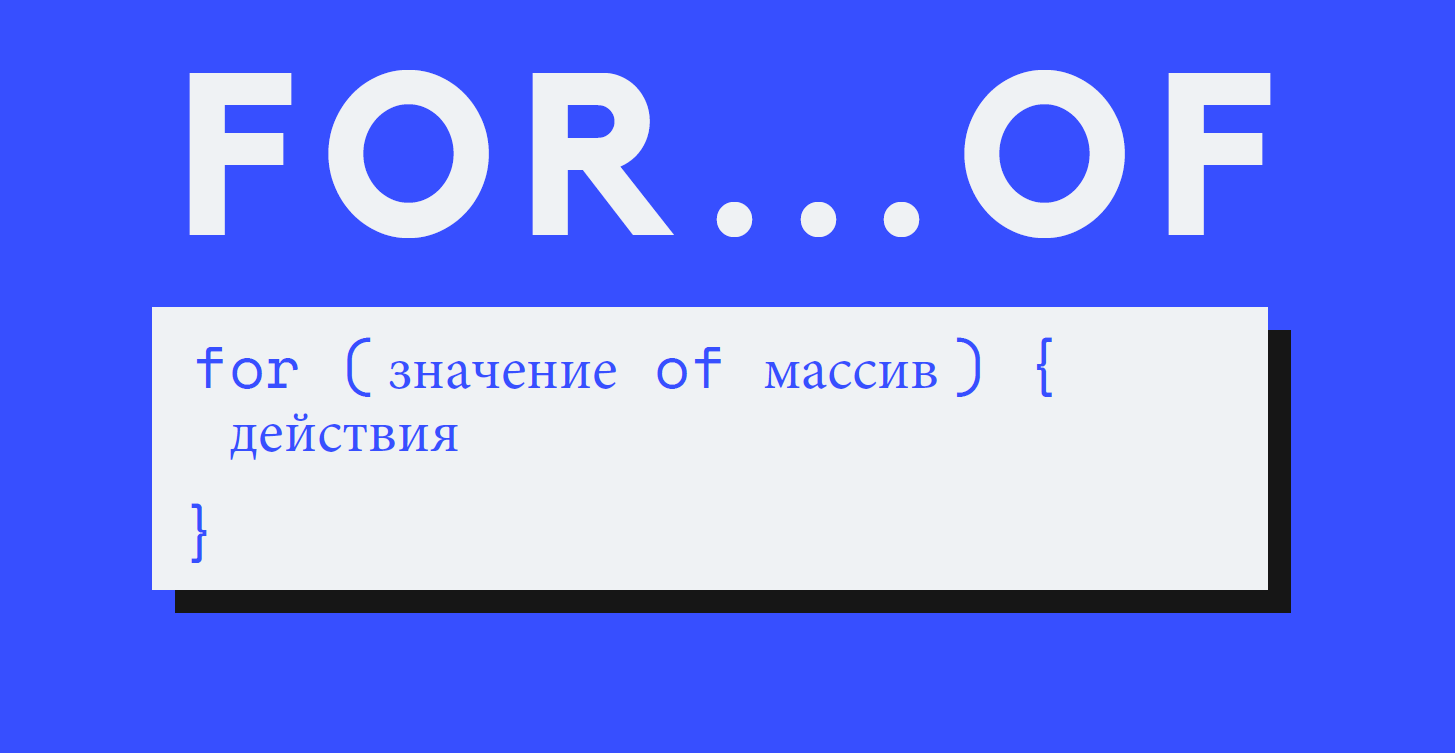 FOR...OF
for (значение of массив) {
действия
}